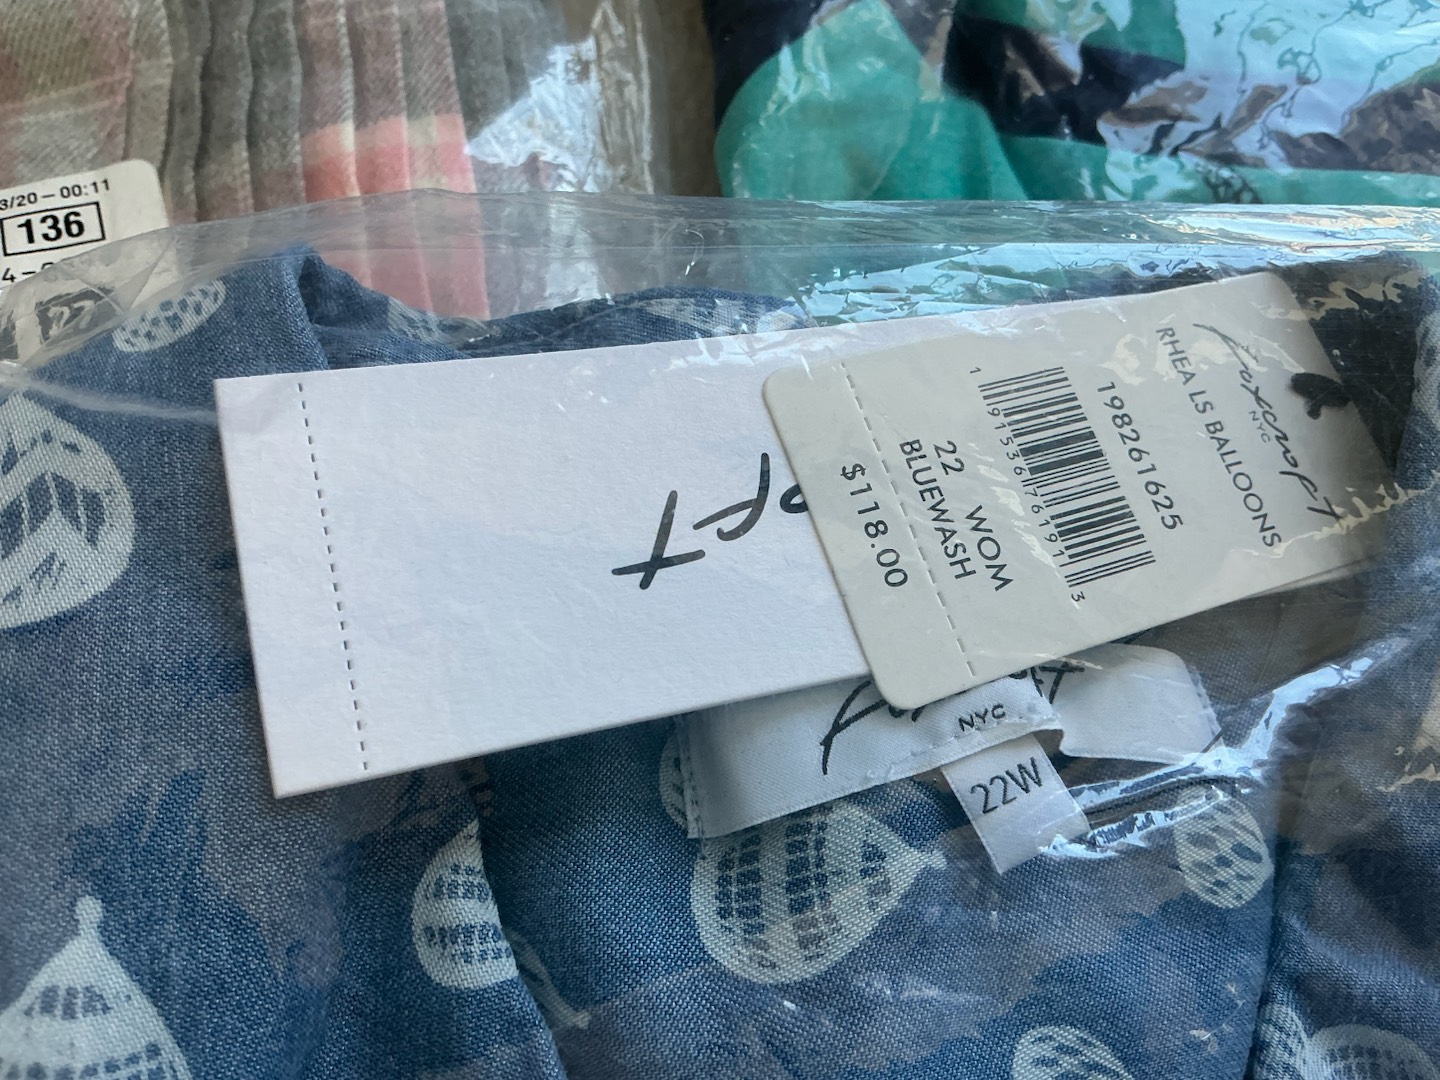 3/20 – 00:11
136
Foxcroft
NYC
RHEA LS BALLOONS
198261625
1 91536 76191 3
22 WOM
BLUEWASH
$118.00
NYC
22W